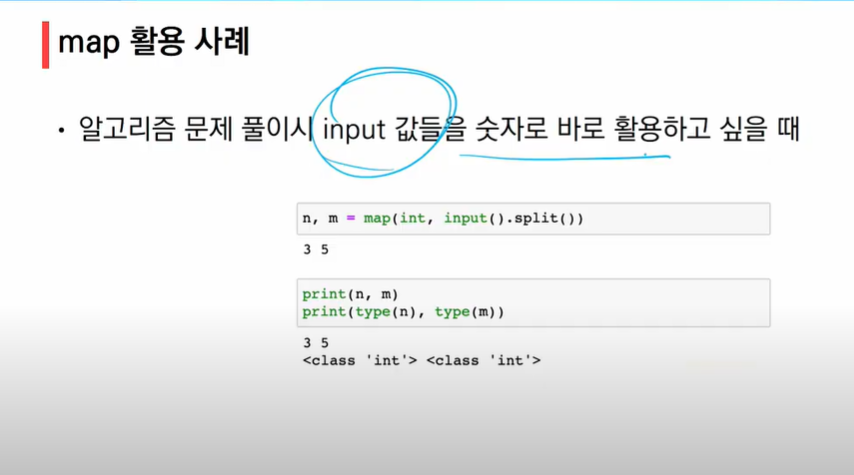 map 활용 사례
• 알고리즘 문제 풀이시 input 값들을 숫자로 바로 활용하고 싶을 때
n, m = map(int, input().split())
3 5
print(n, m)
print(type(n), type(m))
3 5
<class 'int'> <class 'int'>